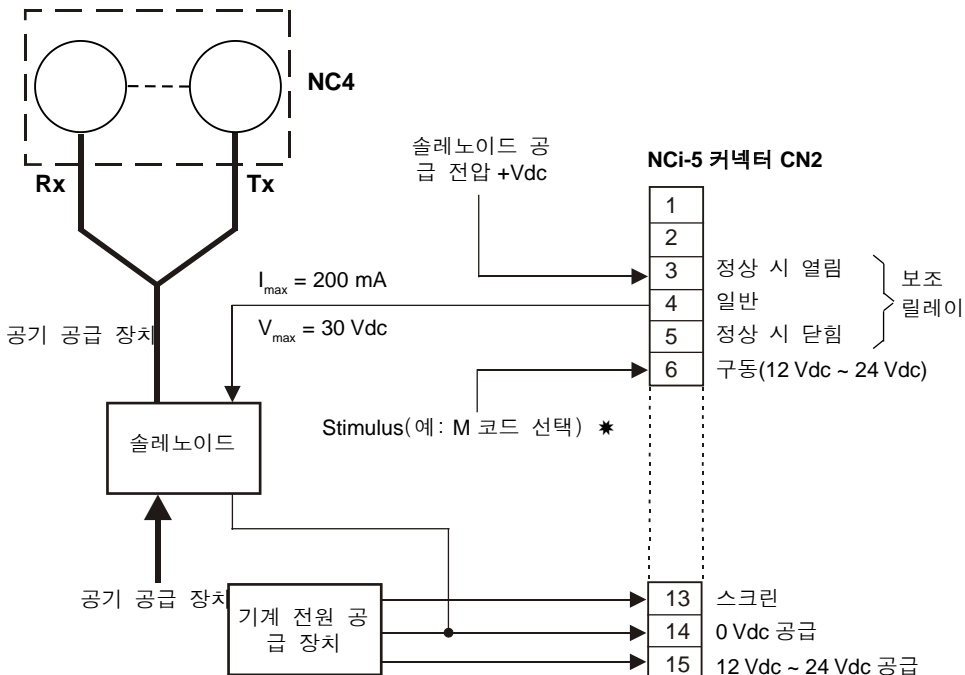 NC4
Rx
Tx
공기 공급 장치
솔레노이드
공기 공급 장치
솔레노이드 공
급 전압 +Vdc
Imax = 200 mA
Vmax = 30 Vdc
Stimulus(예: M 코드 선택) ✷
기계 전원 공
급 장치
NCi-5 커넥터 CN2
1
2
3 정상 시 열림
4 일반
5 정상 시 닫힘
6 구동(12 Vdc ~ 24 Vdc)
보조
릴레이
13 스크린
14 0 Vdc 공급
15 12 Vdc ~ 24 Vdc 공급